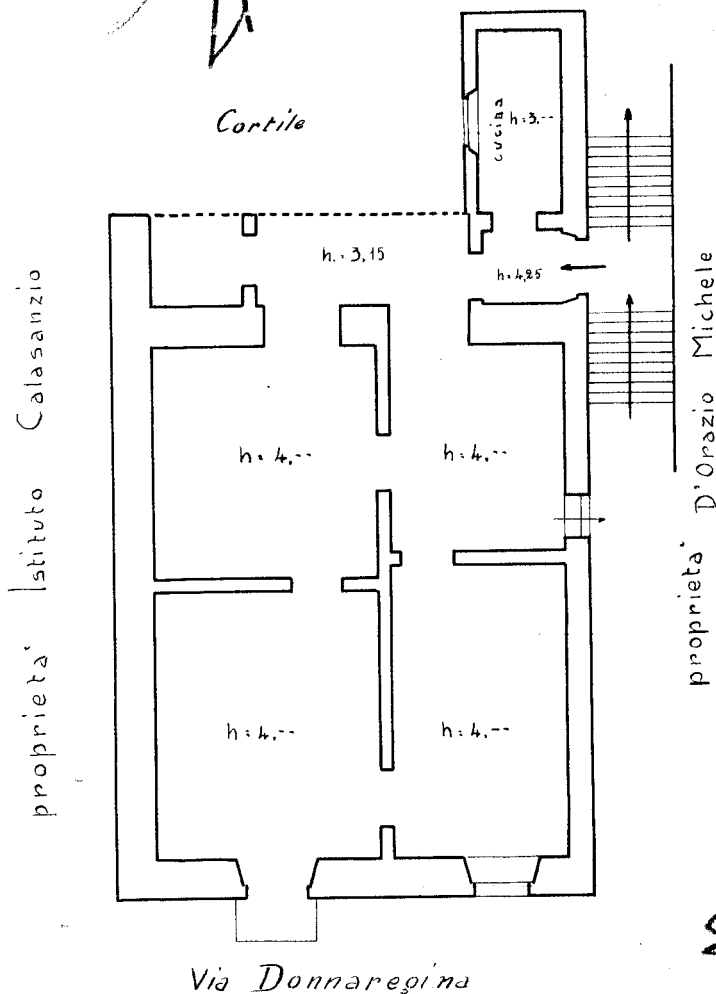 Cortile
cucina
h:3.--
h.:3,15
h:4,25
proprieta' Istituto Calasanzio
proprieta' D'Orazio Michele
h:4.--
h:4.--
h:4.--
h:4.--
Via Donnaregina